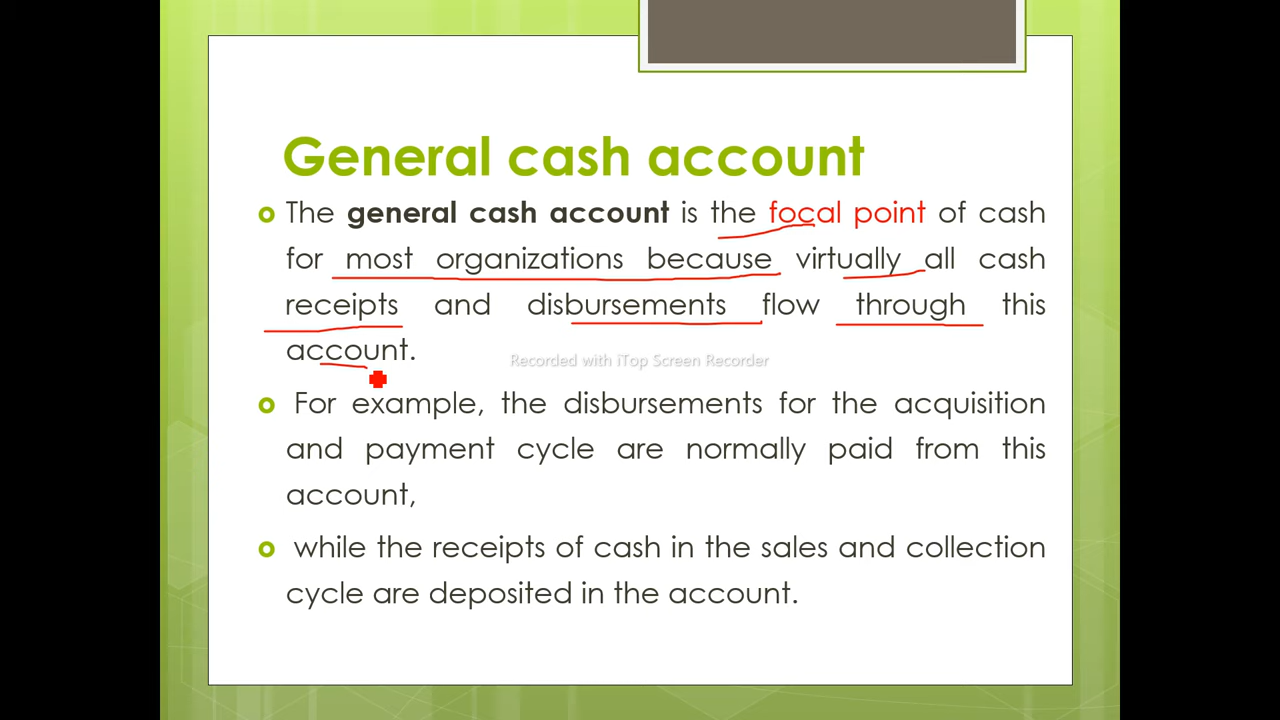 General cash account
The general cash account is the focal point of cash
for most organizations because virtually all cash
receipts and disbursements flow through this
account.
Recorded with iTop Screen Recorder
For example, the disbursements for the acquisition
and payment cycle are normally paid from this
account,
while the receipts of cash in the sales and collection
cycle are deposited in the account.